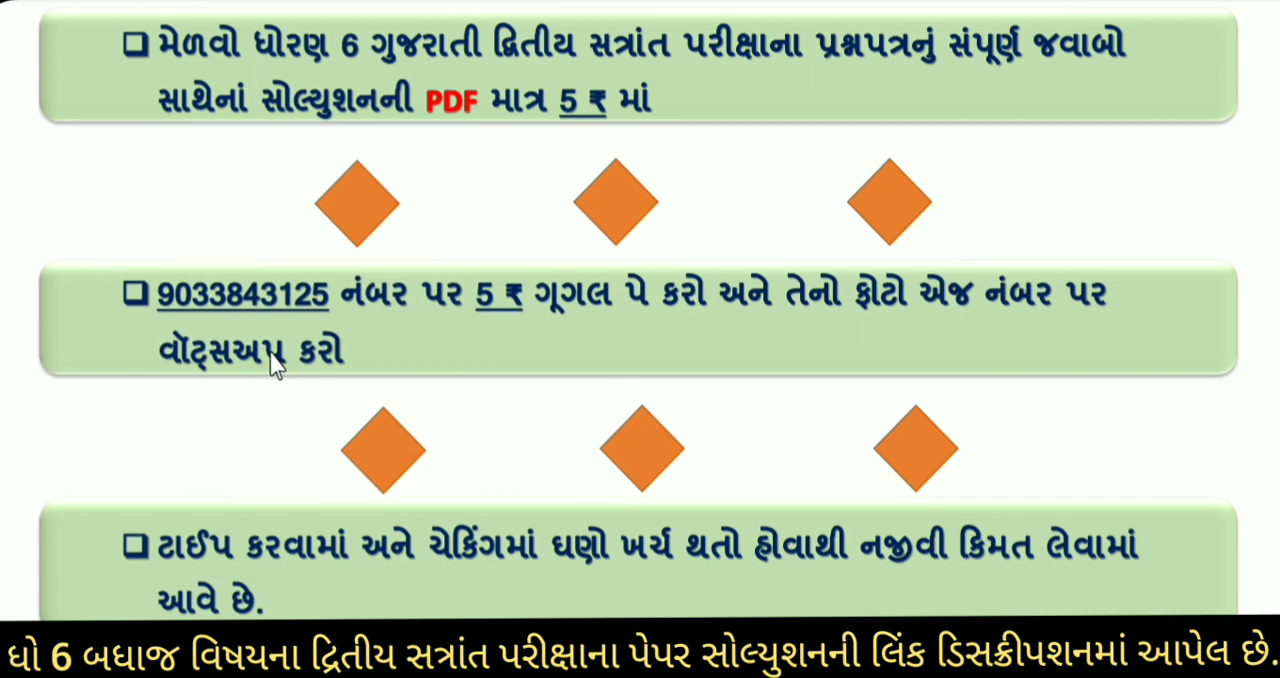 ❑ મેળવો ધોરણ 6 ગુજરાતી દ્વિતીય સત્રાંત પરીક્ષાના પ્રશ્નપત્રનું સંપૂર્ણ જવાબો
સાથેનાં સોલ્યુશનની PDF માત્ર 5 ₹ માં
❑ 9033843125 નંબર પર 5 ₹ ગૂગલ પે કરો અને તેનો ફોટો એજ નંબર પર
વૉટ્સઅપ કરો
❑ ટાઈપ કરવામાં અને ચેકિંગમાં ઘણો ખર્ચ થતો હોવાથી નજીવી કિમત લેવામાં
આવે છે.
ધો 6 બધાજ વિષયના દ્વિતીય સત્રાંત પરીક્ષાના પેપર સોલ્યુશનની લિંક ડિસક્રીપશનમાં આપેલ છે.